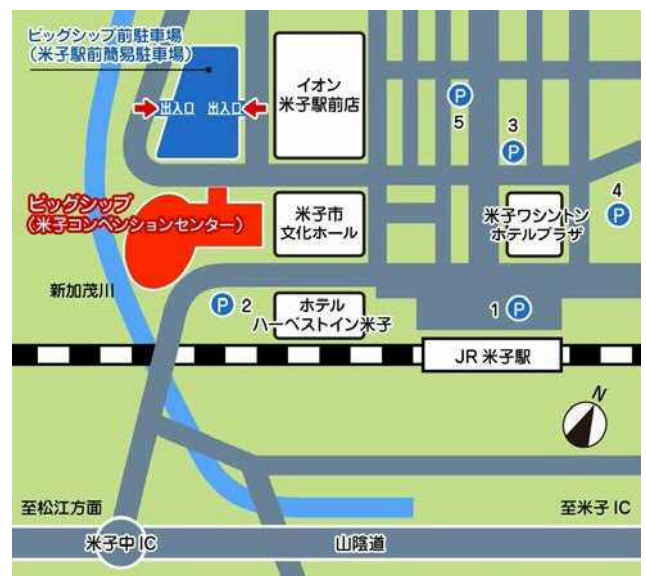 ビッグシップ前駐車場
（米子駅前簡易駐車場）
出入口 出入口
イオン
米子駅前店
P
5
3
P
ビッグシップ
（米子コンベンションセンター）
米子市
文化ホール
米子ワシントン
ホテルプラザ
4
P
新加茂川
P 2
ホテル
ハーベストイン米子
1 P
JR 米子駅
N
至松江方面
至米子 IC
米子中 IC
山陰道